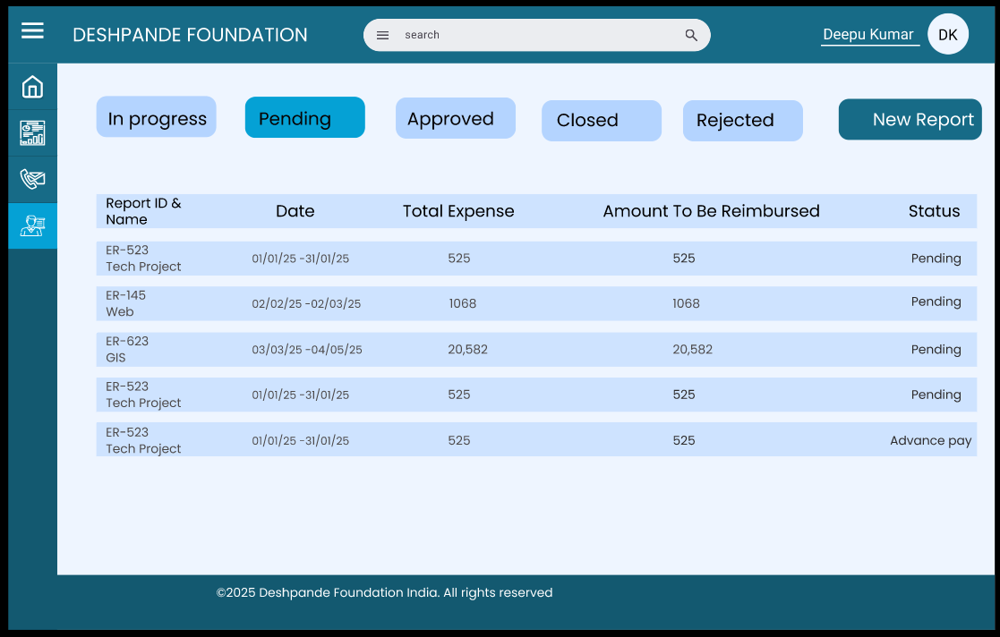 DESHPANDE FOUNDATION
search
Deepu Kumar
DK
In progress
Pending
Approved
Closed
Rejected
New Report
Report ID &
Name
Date
Total Expense
Amount To Be Reimbursed
Status
ER-523
Tech Project
01/01/25 -31/01/25
525
525
Pending
ER-145
Web
02/02/25 -02/03/25
1068
1068
Pending
ER-623
GIS
03/03/25 -04/05/25
20,582
20,582
Pending
ER-523
Tech Project
01/01/25 -31/01/25
525
525
Pending
ER-523
Tech Project
01/01/25 -31/01/25
525
525
Advance pay
©2025 Deshpande Foundation India. All rights reserved